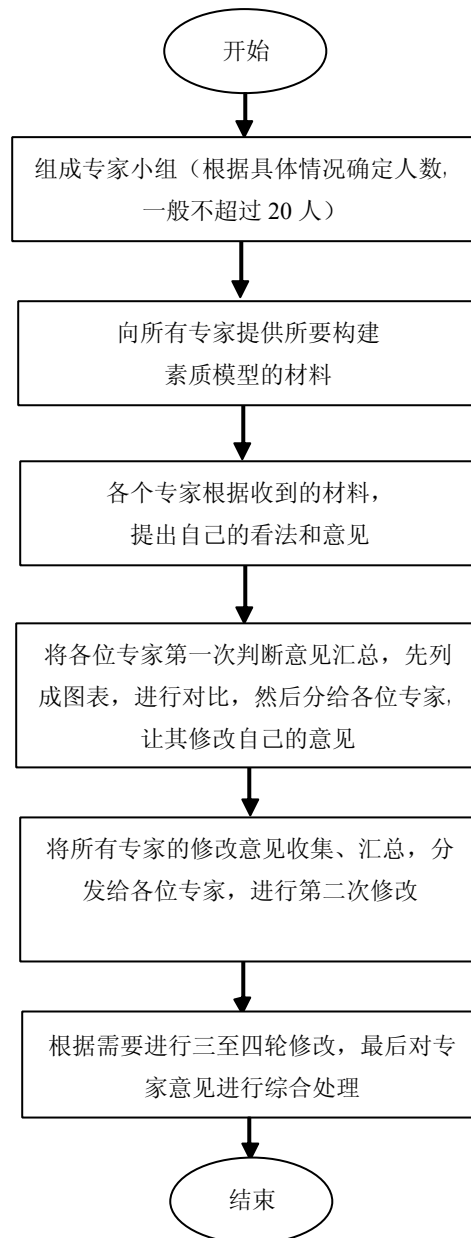 开始
组成专家小组（根据具体情况确定人数，
一般不超过 20 人）
向所有专家提供所要构建
素质模型的材料
各个专家根据收到的材料，
提出自己的看法和意见
将各位专家第一次判断意见汇总，先列
成图表，进行对比，然后分给各位专家，
让其修改自己的意见
将所有专家的修改意见收集、汇总，分
发给各位专家，进行第二次修改
根据需要进行三至四轮修改，最后对专
家意见进行综合处理
结束